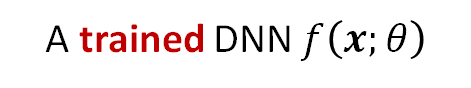 A trained DNN f(x; θ)